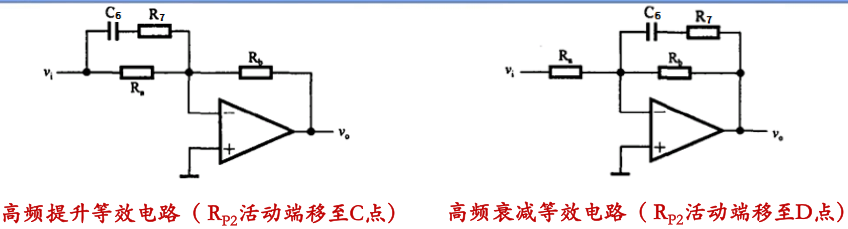 C₆ R₇
vᵢ Rₐ R_b
− +
vₒ
C₆ R₇
vᵢ Rₐ R_b
− +
vₒ
高频提升等效电路（R_P2活动端移至C点）
高频衰减等效电路（R_P2活动端移至D点）